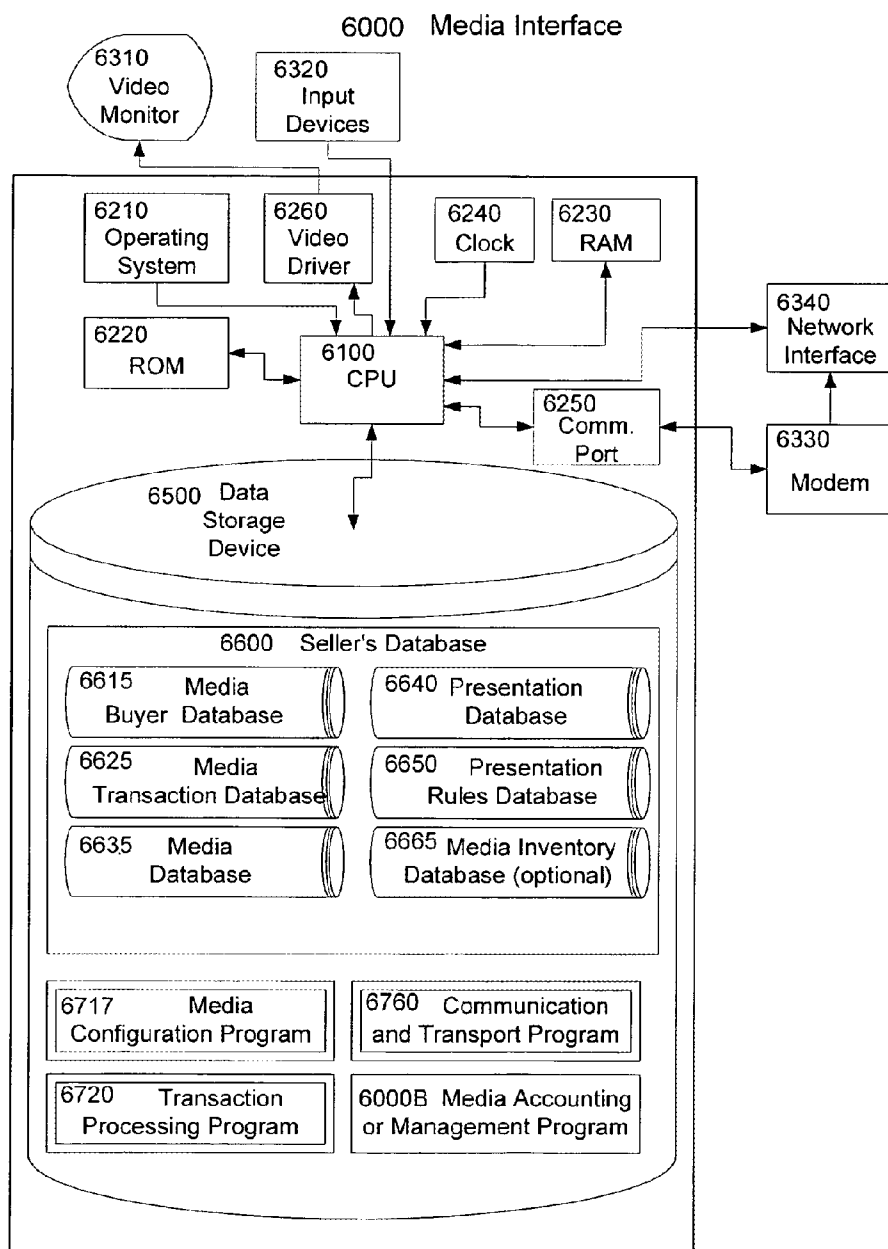 6000 Media Interface
6310
Video
Monitor
6320
Input
Devices
6210
Operating
System
6260
Video
Driver
6240
Clock
6230
RAM
6220
ROM
6100
CPU
6340
Network
Interface
6250
Comm.
Port
6330
Modem
6500 Data
Storage
Device
6600 Seller's Database
6615 Media
Buyer Database
6640 Presentation
Database
6625 Media
Transaction Database
6650 Presentation
Rules Database
6635 Media
Database
6665 Media Inventory
Database (optional)
6717 Media
Configuration Program
6760 Communication
and Transport Program
6720 Transaction
Processing Program
6000B Media Accounting
or Management Program